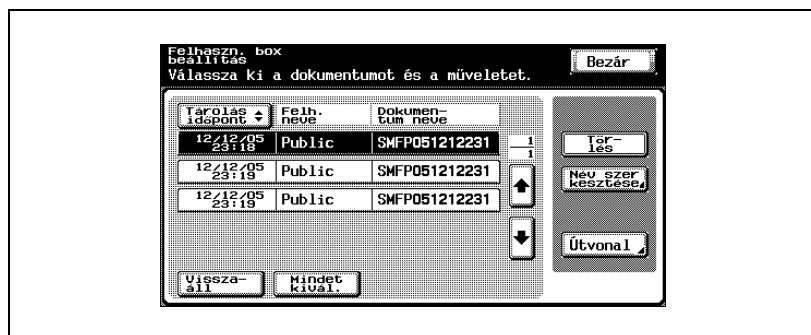 Felhaszn. box
beállítás
Válassza ki a dokumentumot és a műveletet.
Bezár
Tárolás
időpont
Felh.
neve
Dokumen-
tum neve
12/12/05
23:18
Public
SMFP051212231
1
1
12/12/05
23:19
Public
SMFP051212231
12/12/05
23:19
Public
SMFP051212231
Tör-
lés
Név szer
kesztése
Útvonal
Vissza-
áll
Mindet
kivál.